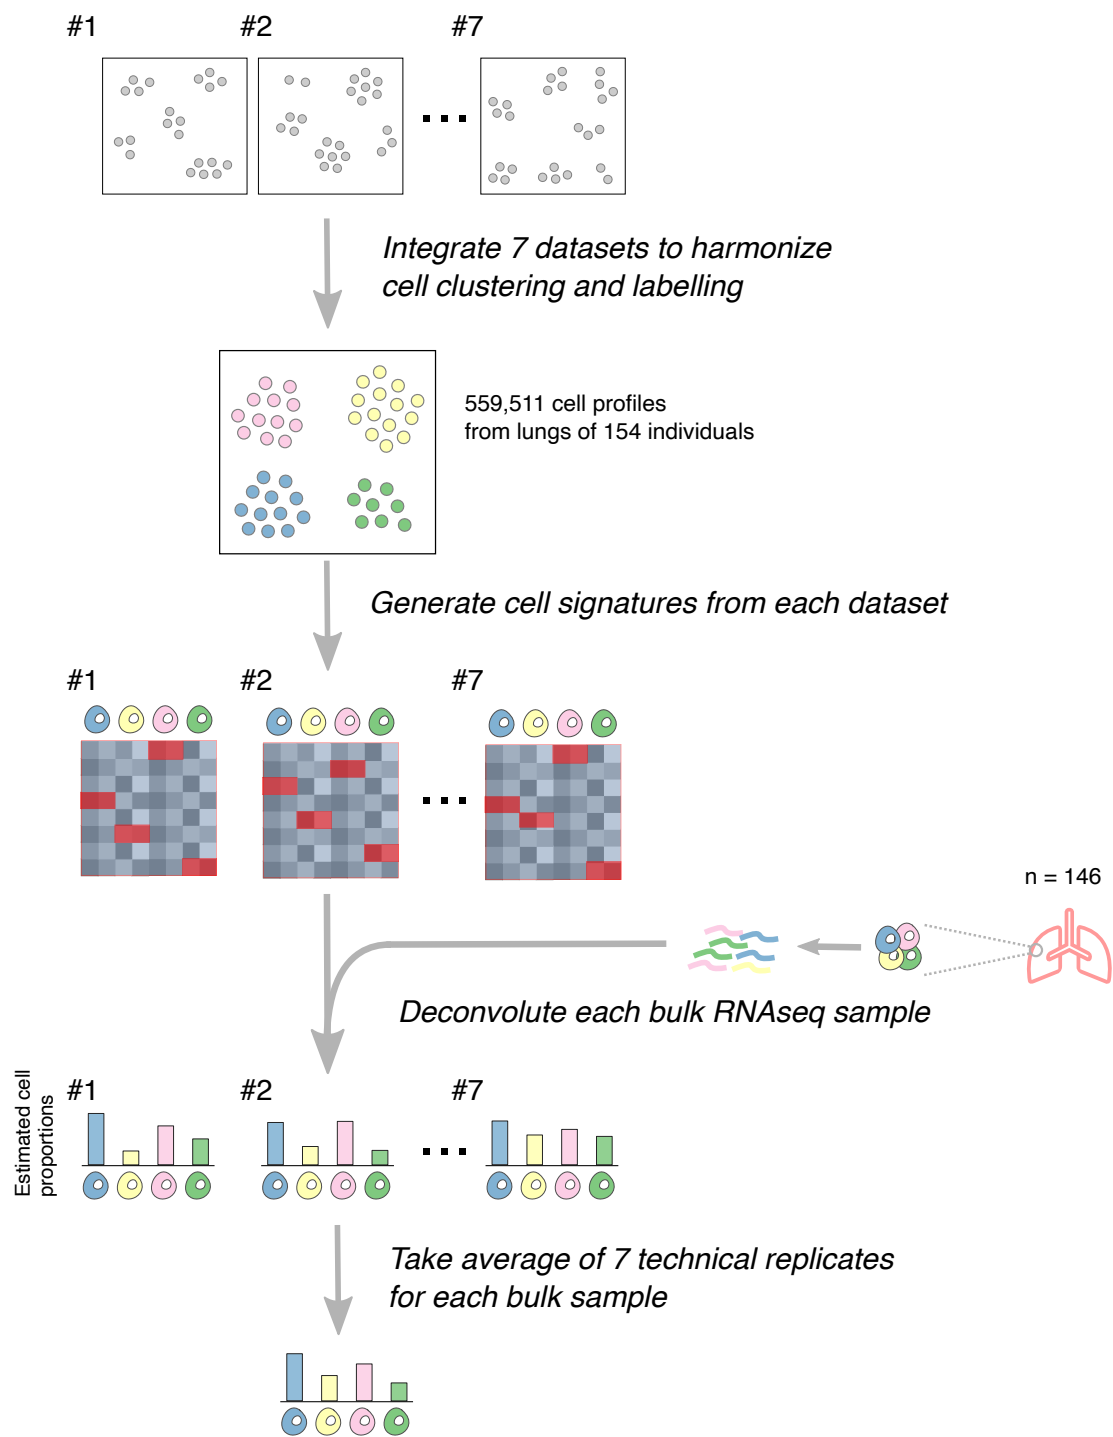 #1
#2
#7
Integrate 7 datasets to harmonize
cell clustering and labelling
559,511 cell profiles
from lungs of 154 individuals
Generate cell signatures from each dataset
#1
#2
#7
n = 146
Deconvolute each bulk RNAseq sample
Estimated cell
proportions
#1
#2
#7
Take average of 7 technical replicates
for each bulk sample